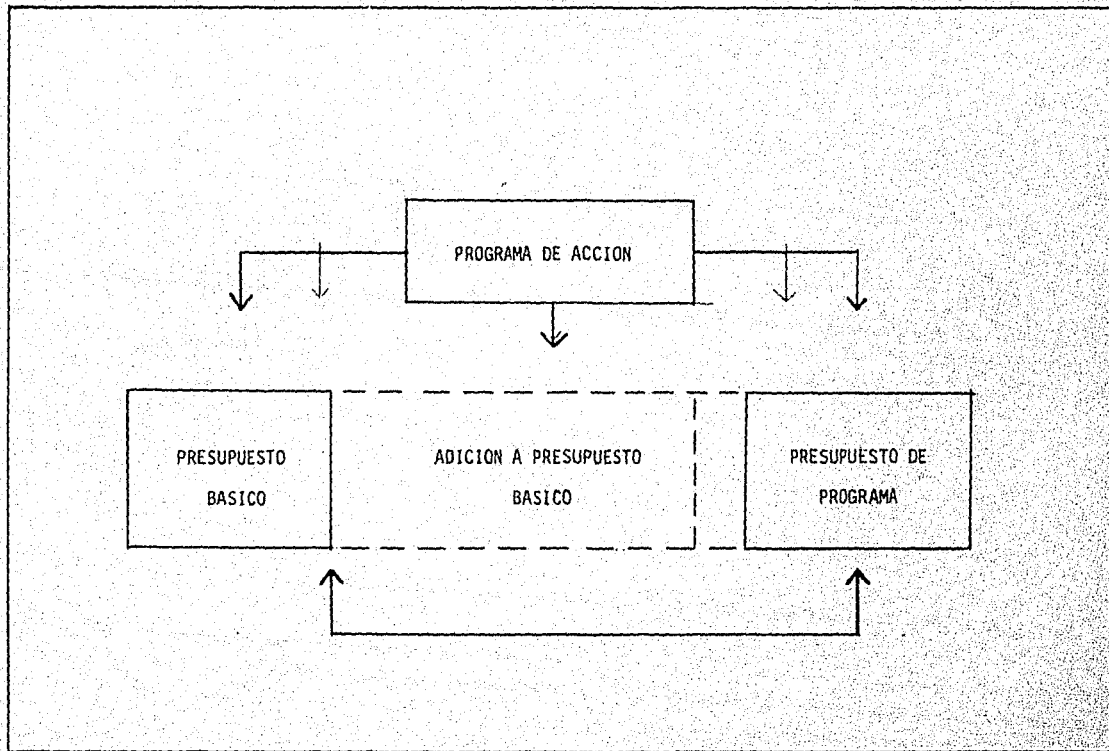 PROGRAMA DE ACCION
PRESUPUESTO
BASICO
ADICION A PRESUPUESTO
BASICO
PRESUPUESTO DE
PROGRAMA